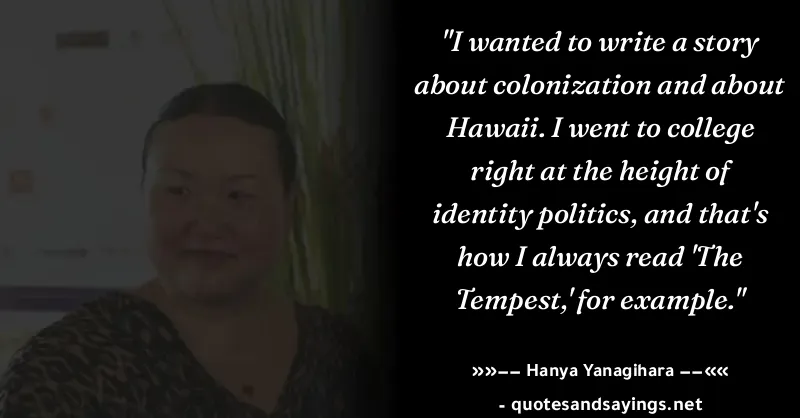 "I wanted to write a story
about colonization and about
Hawaii. I went to college
right at the height of
identity politics, and that's
how I always read 'The
Tempest,' for example."
»»−− Hanya Yanagihara −−««
- quotesandsayings.net